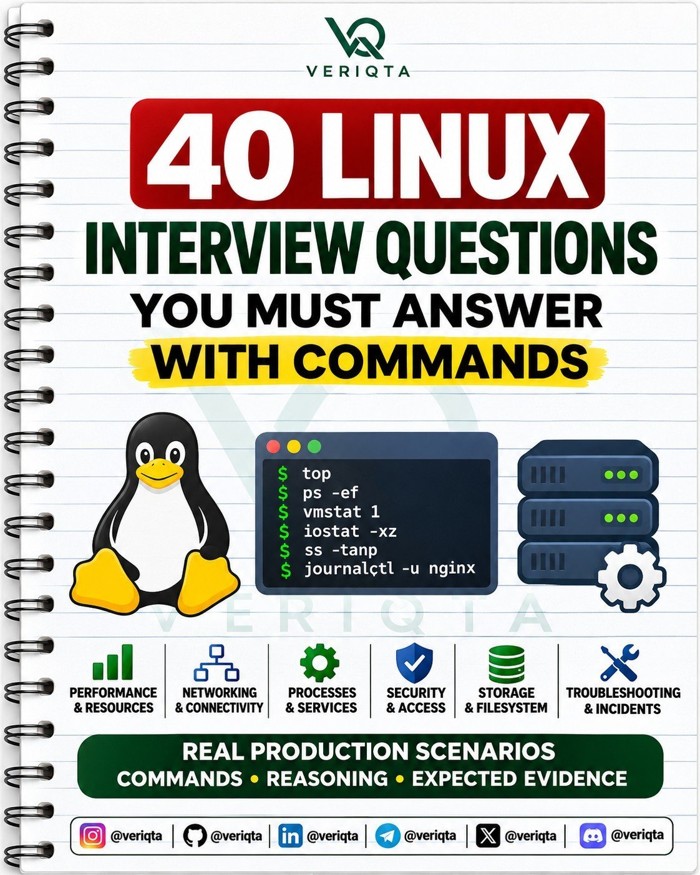 VERIQTA
40 LINUX
INTERVIEW QUESTIONS
YOU MUST ANSWER
WITH COMMANDS
$ top
$ ps -ef
$ vmstat 1
$ iostat -xz
$ ss -tanp
$ journalçtl -u nginx
VERIQTA
PERFORMANCE
& RESOURCES
NETWORKING
& CONNECTIVITY
PROCESSES
& SERVICES
SECURITY
& ACCESS
STORAGE
& FILESYSTEM
TROUBLESHOOTING
& INCIDENTS
REAL PRODUCTION SCENARIOS
COMMANDS • REASONING • EXPECTED EVIDENCE
@veriqta @veriqta @veriqta @veriqta @veriqta @veriqta